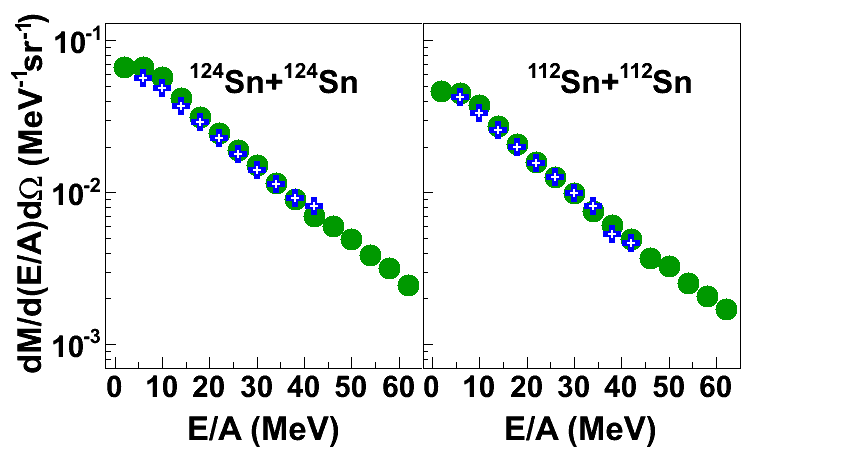 dM/d(E/A)dΩ (MeV⁻¹sr⁻¹)
10⁻¹
10⁻²
10⁻³
¹²⁴Sn+¹²⁴Sn
¹¹²Sn+¹¹²Sn
0 10 20 30 40 50 60
0 10 20 30 40 50 60
E/A (MeV)
E/A (MeV)